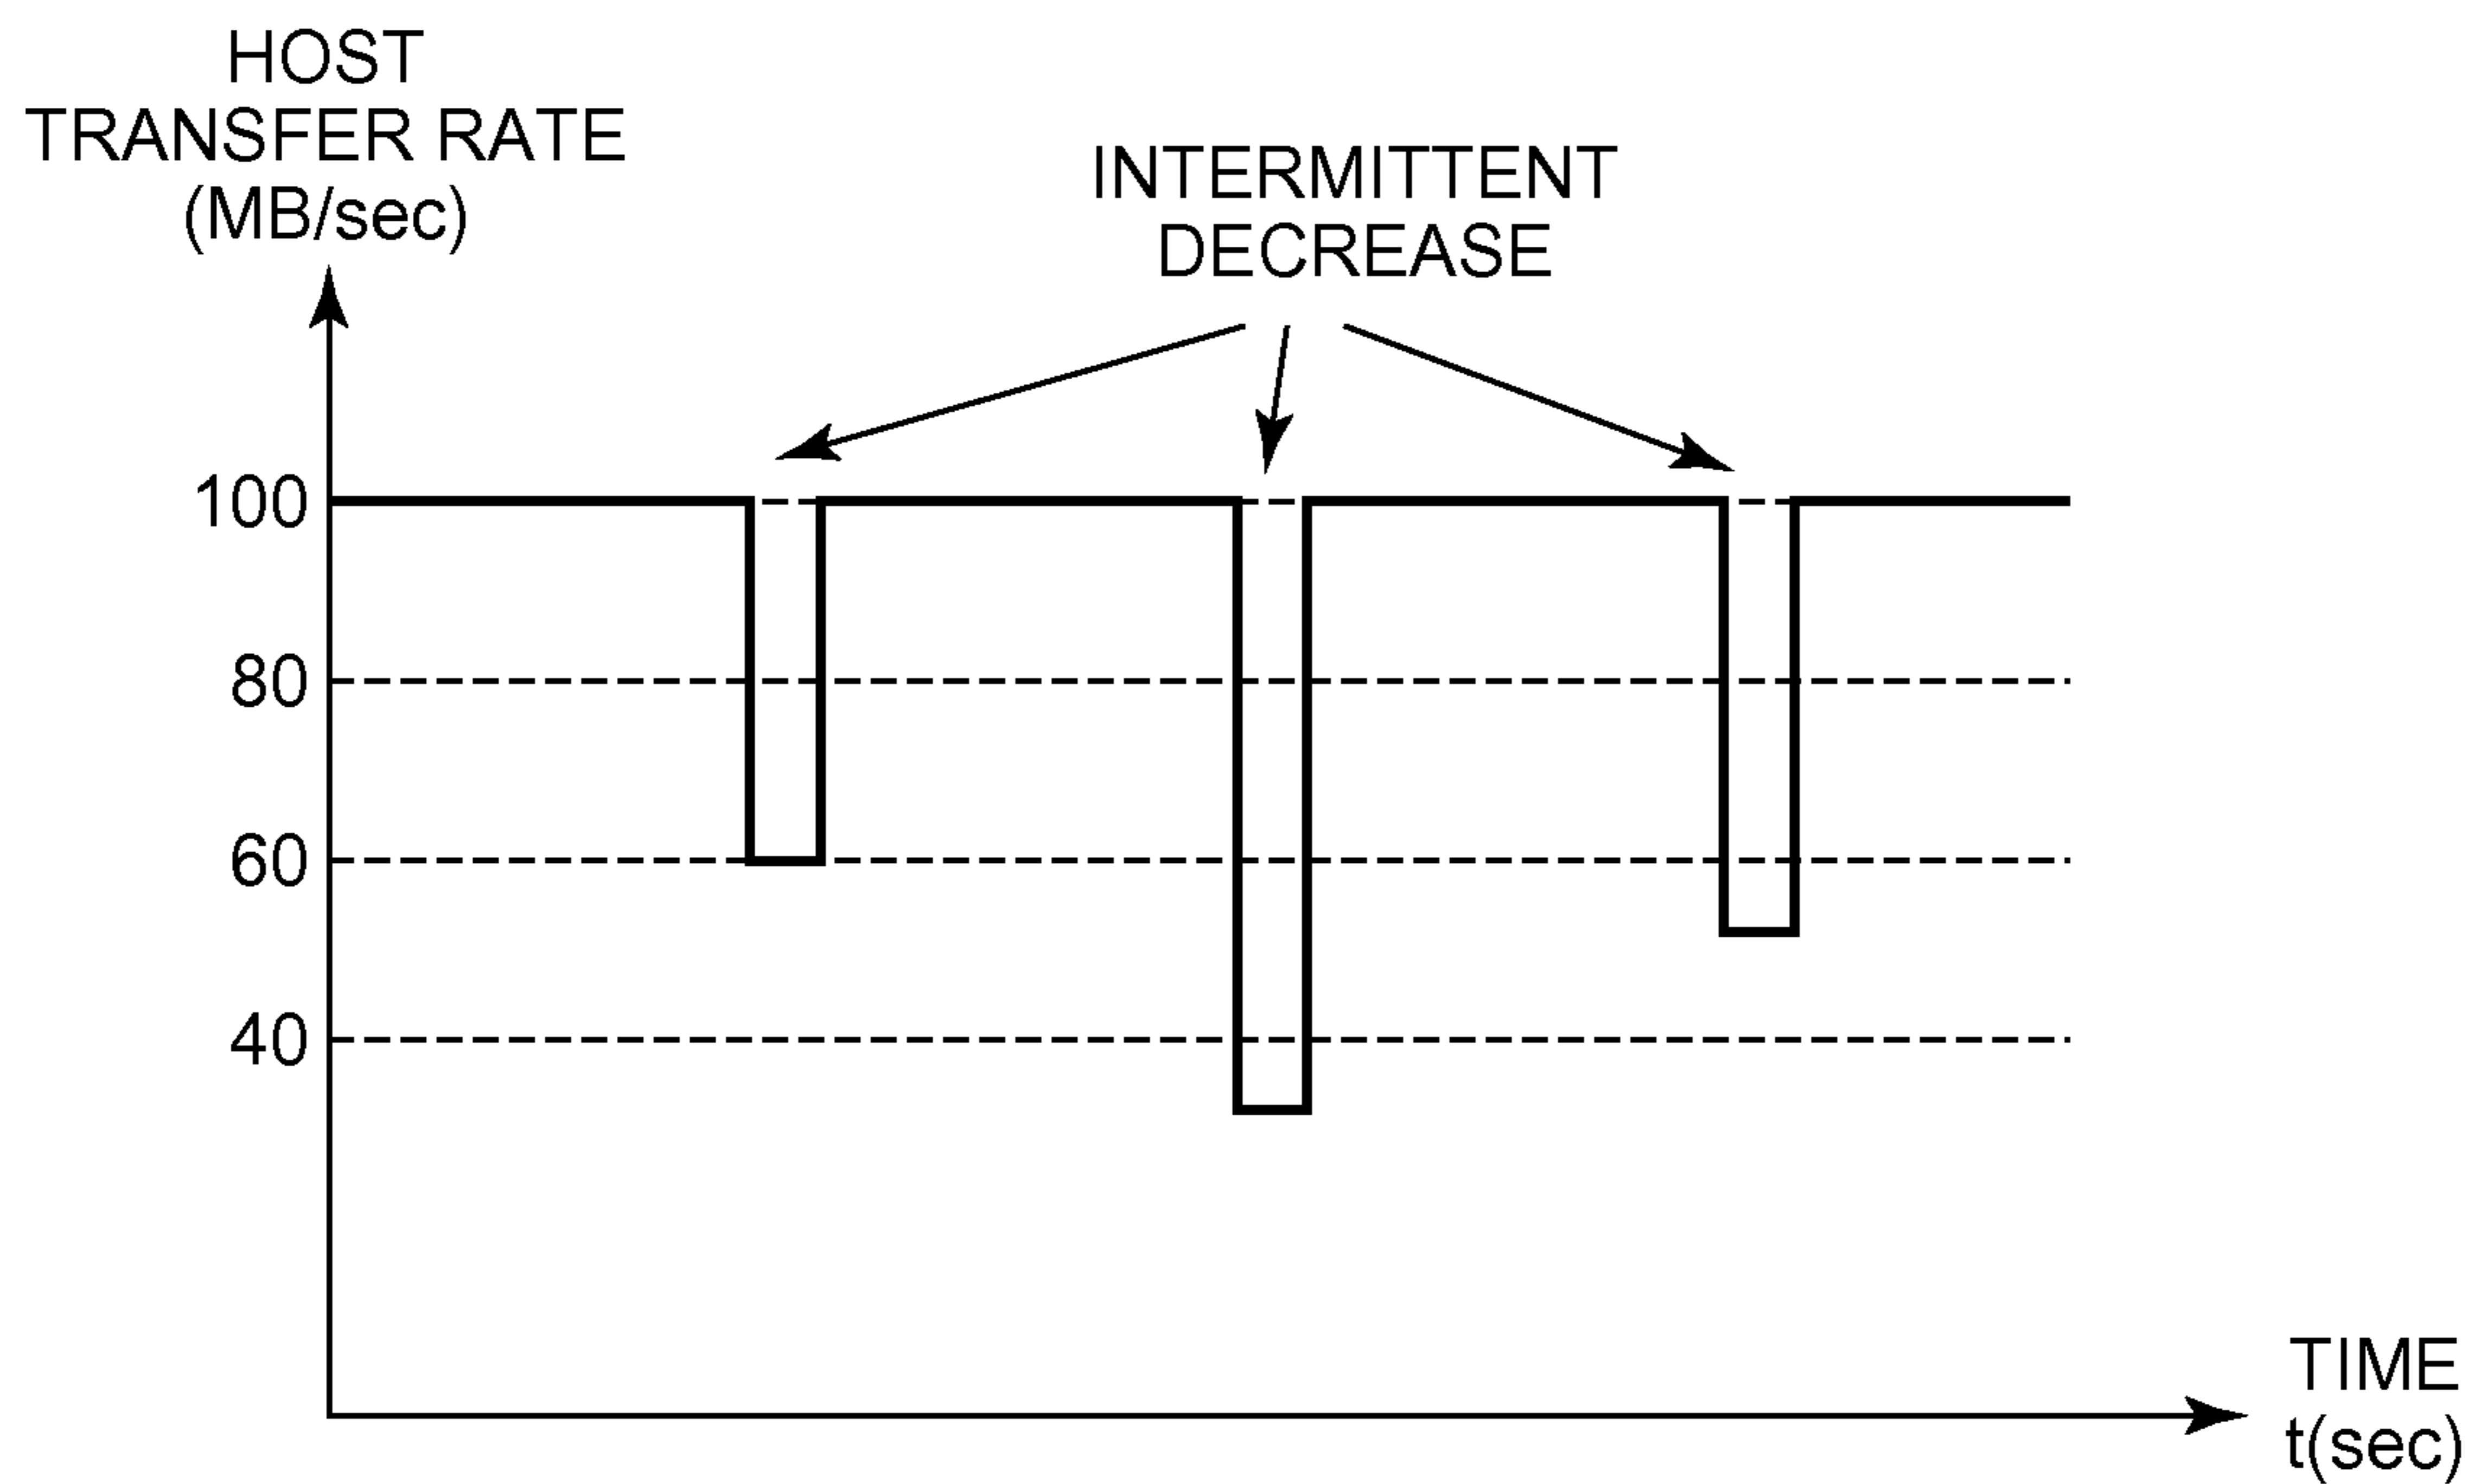 HOST
TRANSFER RATE
(MB/sec)
INTERMITTENT
DECREASE
100
80
60
40
TIME
t(sec)